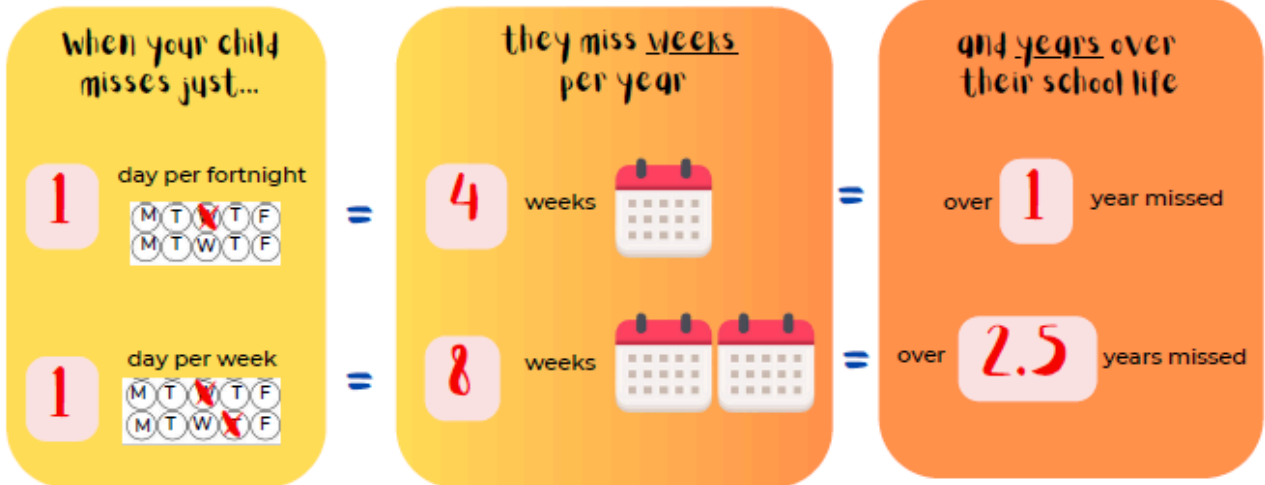 When your child
misses just...
they miss weeks
per year
and years over
their school life
1
day per fortnight
M T W T F
M T W T F
=
4
weeks
=
over
1
year missed
1
day per week
M T W T F
M T W T F
=
8
weeks
=
over
2.5
years missed